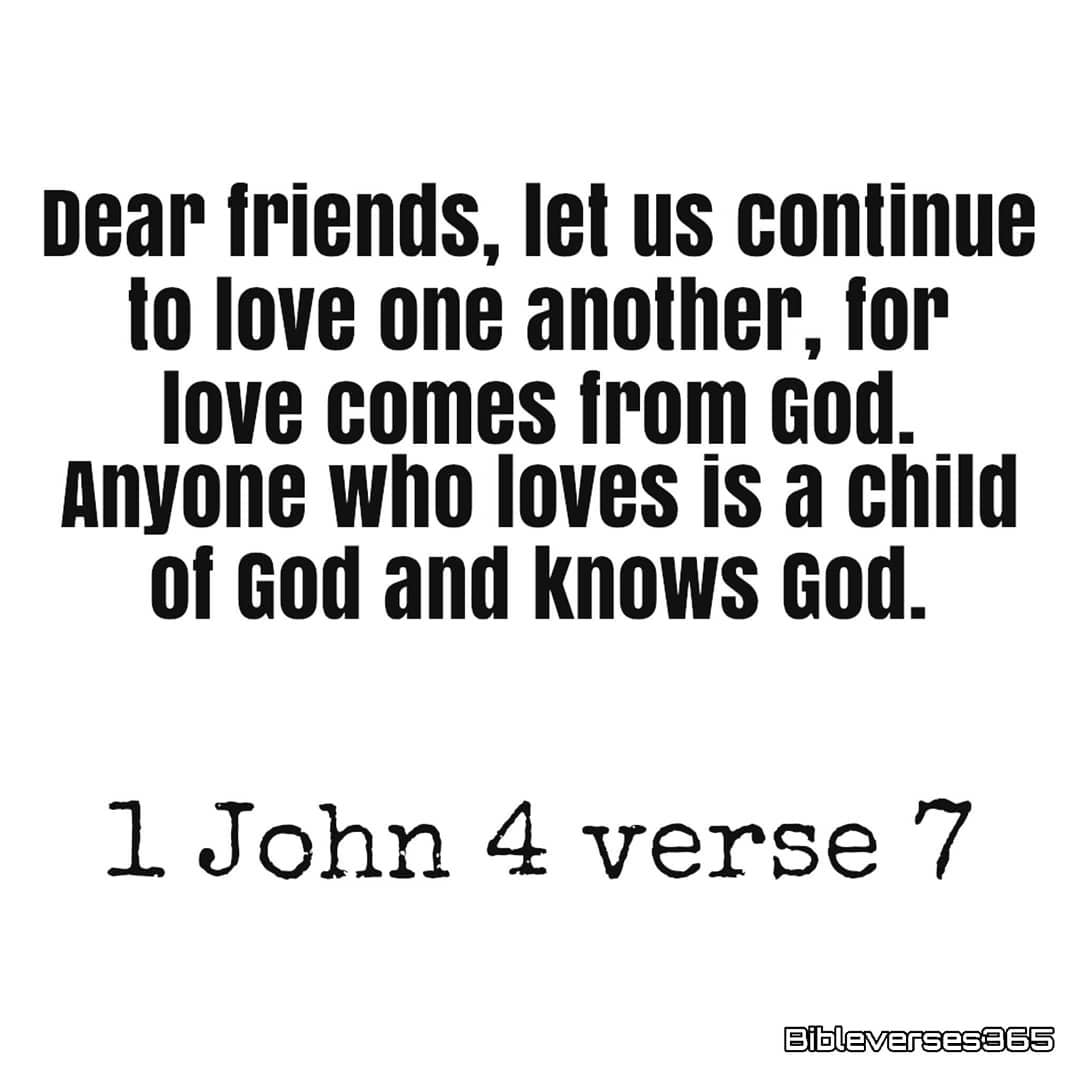 Dear friends, let us continue
to love one another, for
love comes from God.
Anyone who loves is a child
of God and knows God.
1 John 4 verse 7
Bibleverses365